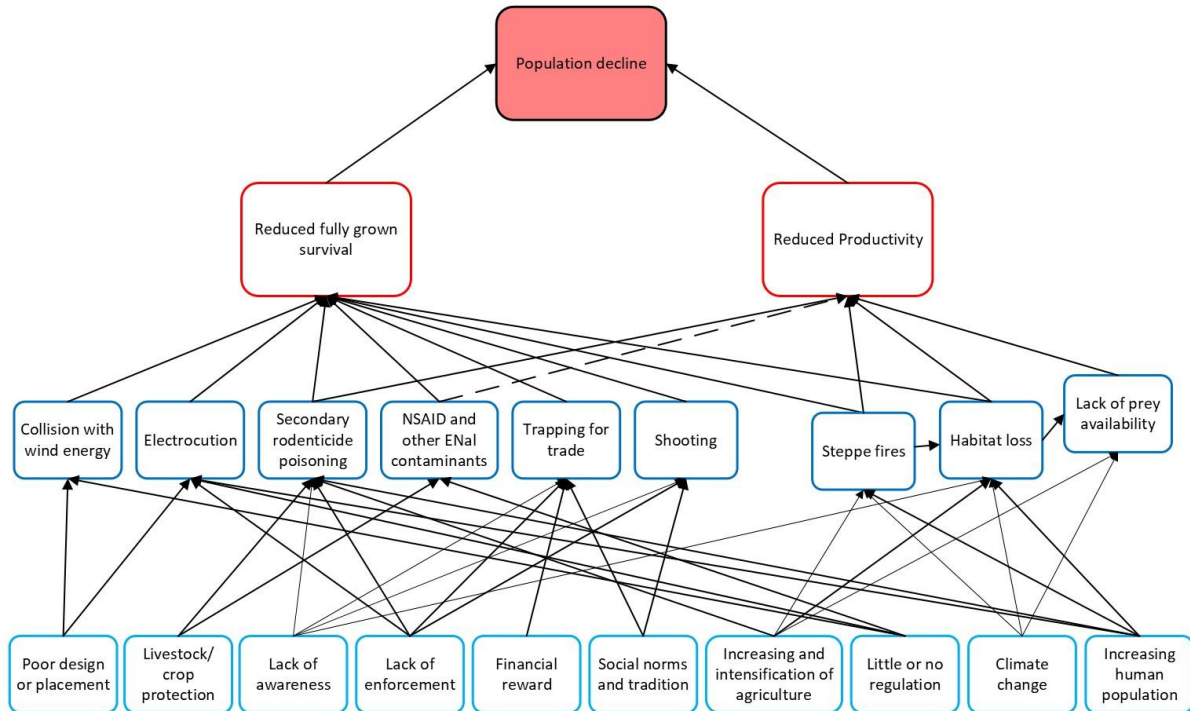 Population decline
Reduced fully grown
survival
Reduced Productivity
Collision with
wind energy
Electrocution
Secondary
rodenticide
poisoning
NSAID and
other ENal
contaminants
Trapping for
trade
Shooting
Steppe fires
Habitat loss
Lack of prey
availability
Poor design
or placement
Livestock/
crop
protection
Lack of
awareness
Lack of
enforcement
Financial
reward
Social norms
and tradition
Increasing and
intensification of
agriculture
Little or no
regulation
Climate
change
Increasing
human
population